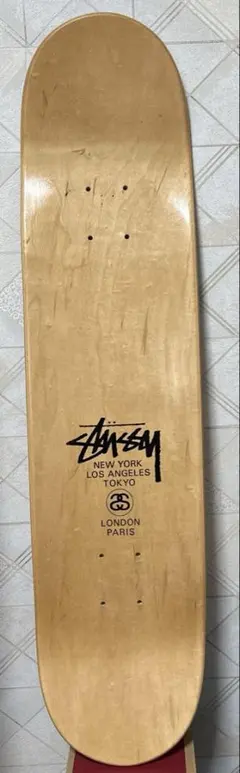 Stüssy
NEW YORK
LOS ANGELES
TOKYO
LONDON
PARIS